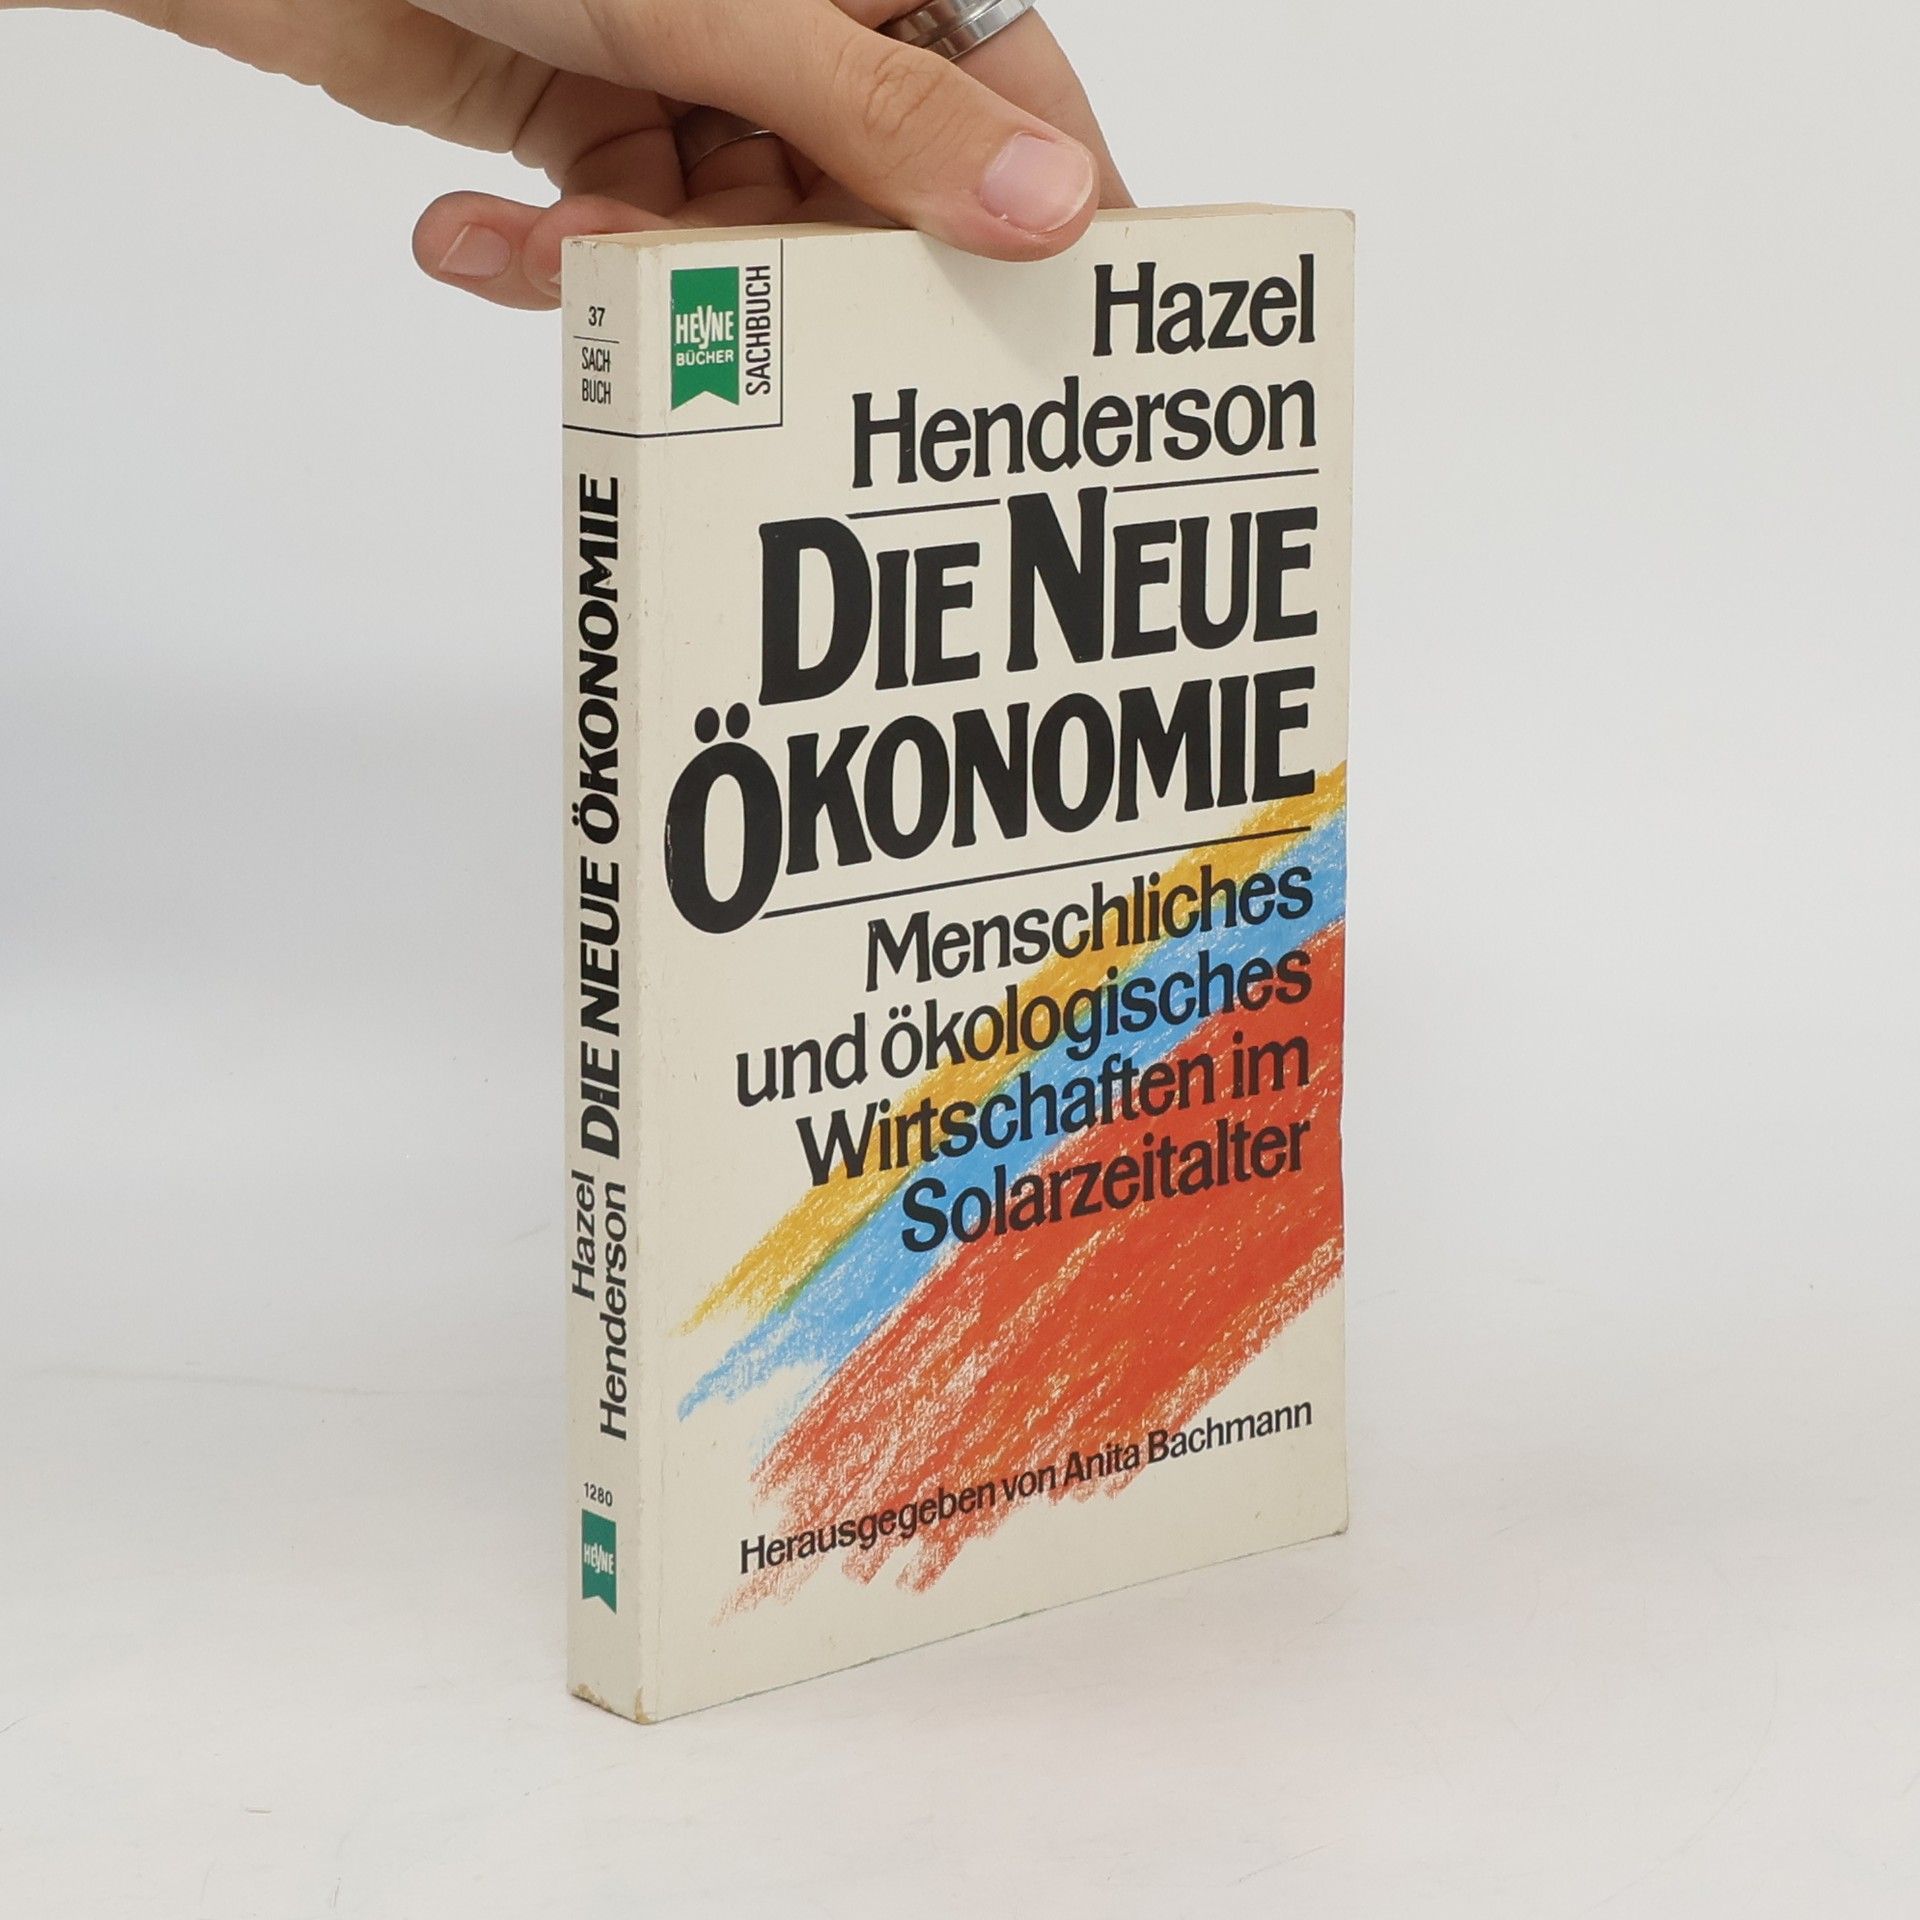 37
SACH
BUCH
Hazel
Henderson
DIE NEUE ÖKONOMIE
1280
HEYNE
HEYNE
BÜCHER
SACHBUCH
Hazel
Henderson
DIE NEUE
ÖKONOMIE
Menschliches
und ökologisches
Wirtschaften im
Solarzeitalter
Herausgegeben von Anita Bachmann